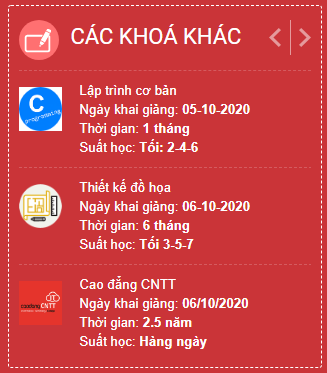 CÁC KHOÁ KHÁC
Lập trình cơ bản
Ngày khai giảng: 05-10-2020
Thời gian: 1 tháng
Suất học: Tối: 2-4-6
C
programming
Thiết kế đồ họa
Ngày khai giảng: 06-10-2020
Thời gian: 6 tháng
Suất học: Tối 3-5-7
Cao đẳng CNTT
Ngày khai giảng: 06/10/2020
Thời gian: 2.5 năm
Suất học: Hàng ngày